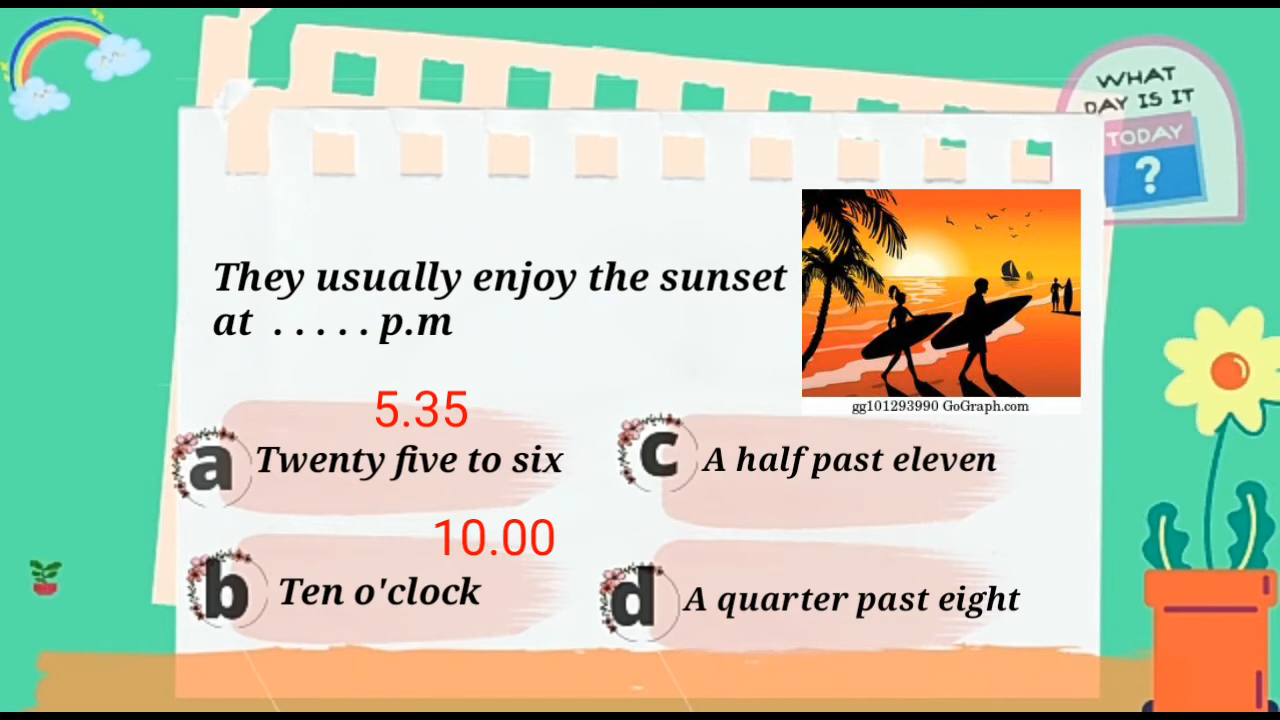 WHAT
DAY IS IT
TODAY
?
They usually enjoy the sunset
at . . . . . p.m
gg101293990 GoGraph.com
5.35
a Twenty five to six
c A half past eleven
10.00
b Ten o'clock
d A quarter past eight